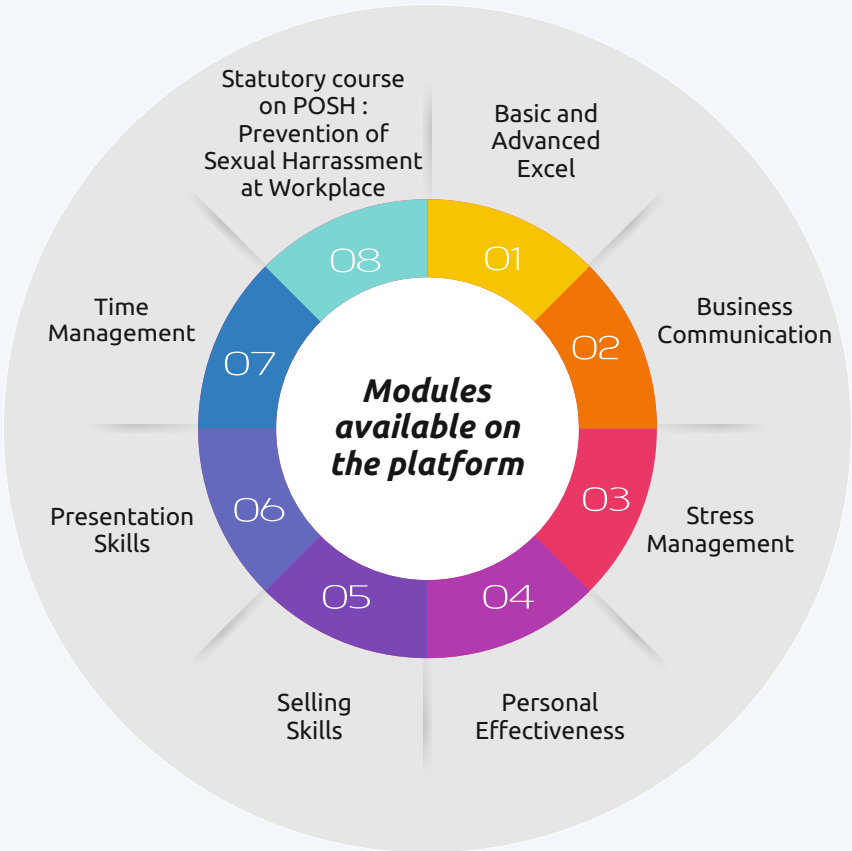 Modules
available on
the platform
01
Basic and
Advanced
Excel
02
Business
Communication
03
Stress
Management
04
Personal
Effectiveness
05
Selling
Skills
06
Presentation
Skills
07
Time
Management
08
Statutory course
on POSH :
Prevention of
Sexual Harrassment
at Workplace